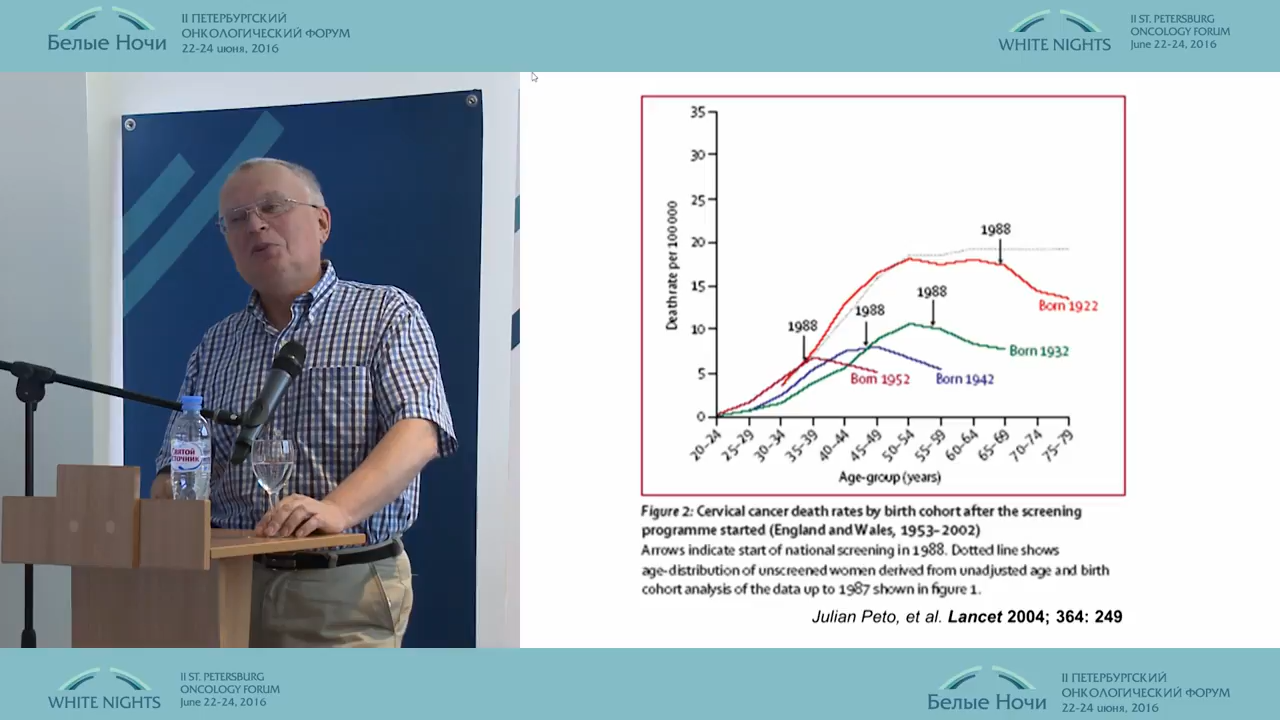 II ПЕТЕРБУРГСКИЙ
ОНКОЛОГИЧЕСКИЙ ФОРУМ
Белые Ночи
22-24 июня, 2016
II ST. PETERSBURG
ONCOLOGY FORUM
WHITE NIGHTS
June 22-24, 2016
35
30
25
20
15
10
5
0
Death rate per 100 000
1988
1988
1988
1988
Born 1922
Born 1932
Born 1952
Born 1942
20–24
25–29
30–34
35–39
40–44
45–49
50–54
55–59
60–64
65–69
70–74
75–79
Age-group (years)
Figure 2: Cervical cancer death rates by birth cohort after the screening
programme started (England and Wales, 1953–2002)
Arrows indicate start of national screening in 1988. Dotted line shows
age-distribution of unscreened women derived from unadjusted age and birth
cohort analysis of the data up to 1987 shown in figure 1.
Julian Peto, et al. Lancet 2004; 364: 249
II ST. PETERSBURG
ONCOLOGY FORUM
WHITE NIGHTS
June 22-24, 2016
II ПЕТЕРБУРГСКИЙ
ОНКОЛОГИЧЕСКИЙ ФОРУМ
Белые Ночи
22-24 июня, 2016